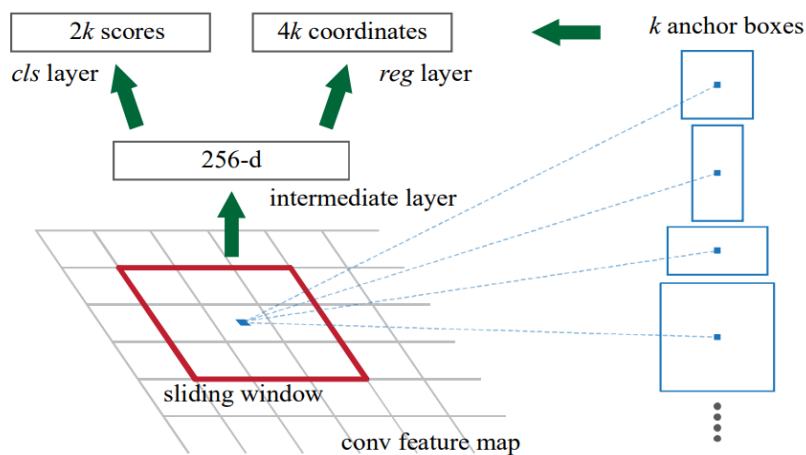 2k scores
4k coordinates
k anchor boxes
cls layer
reg layer
256-d
intermediate layer
sliding window
conv feature map